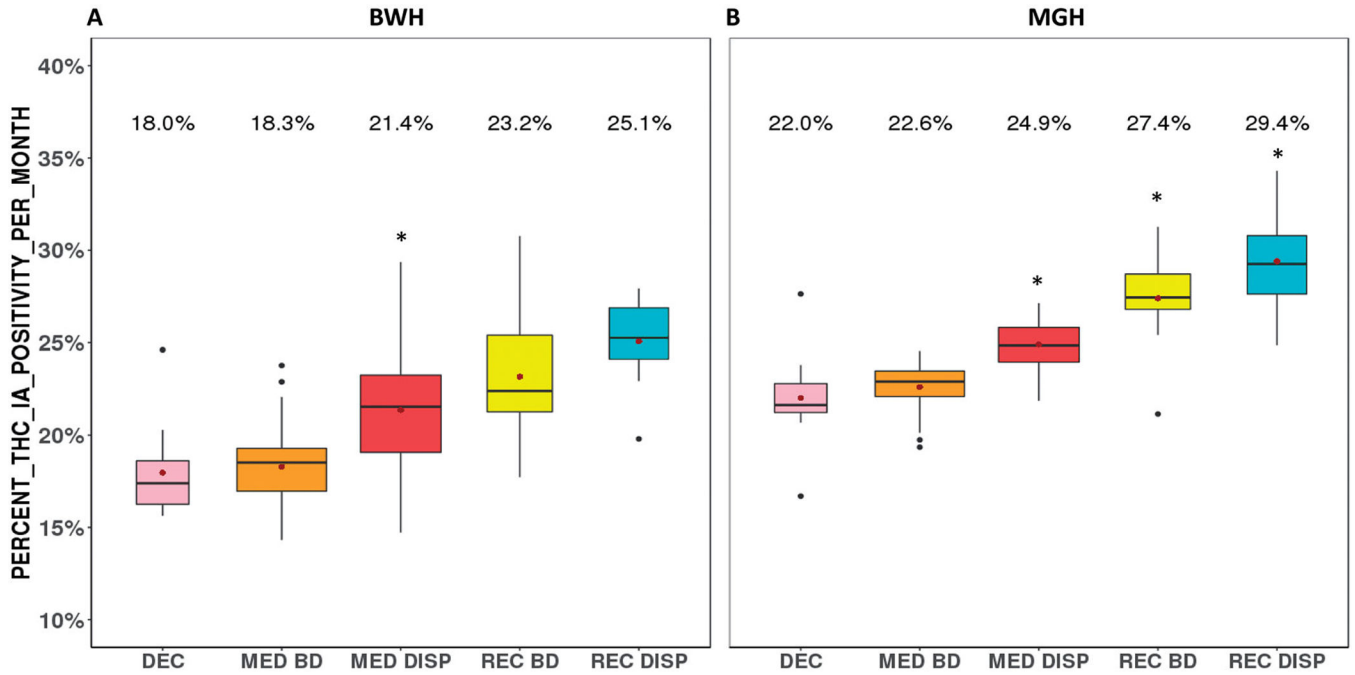 A BWH
B MGH
PERCENT_THC_IA_POSITIVITY_PER_MONTH
40%
35%
30%
25%
20%
15%
10%
18.0% 18.3% 21.4% 23.2% 25.1%
*
DEC MED BD MED DISP REC BD REC DISP
22.0% 22.6% 24.9% 27.4% 29.4%
* * *
DEC MED BD MED DISP REC BD REC DISP